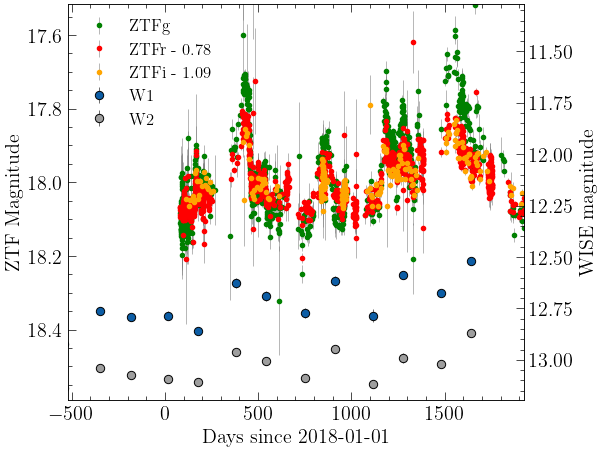 ZTFg
ZTFr - 0.78
ZTFi - 1.09
W1
W2
17.6
17.8
18.0
18.2
18.4
ZTF Magnitude
11.50
11.75
12.00
12.25
12.50
12.75
13.00
WISE magnitude
−500 0 500 1000 1500
Days since 2018-01-01